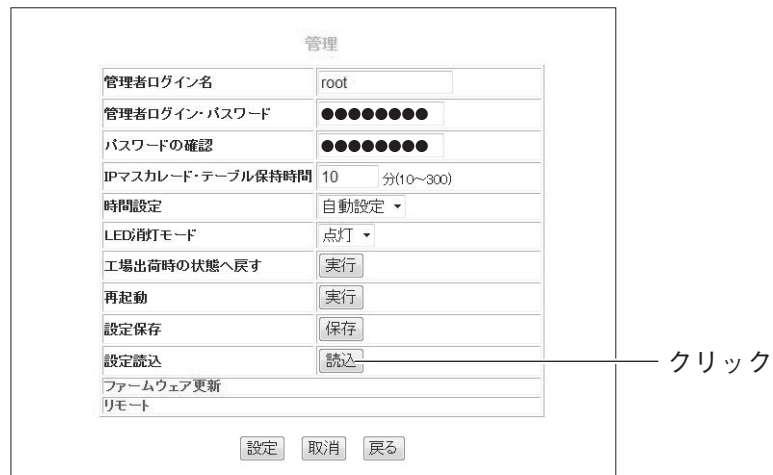 管理
管理者ログイン名 root
管理者ログイン・パスワード ●●●●●●●●
パスワードの確認 ●●●●●●●●
IPマスカレード・テーブル保持時間 10 分(10～300)
時間設定 自動設定
LED消灯モード 点灯
工場出荷時の状態へ戻す 実行
再起動 実行
設定保存 保存
設定読込 読込 クリック
ファームウェア更新
リモート
設定 取消 戻る